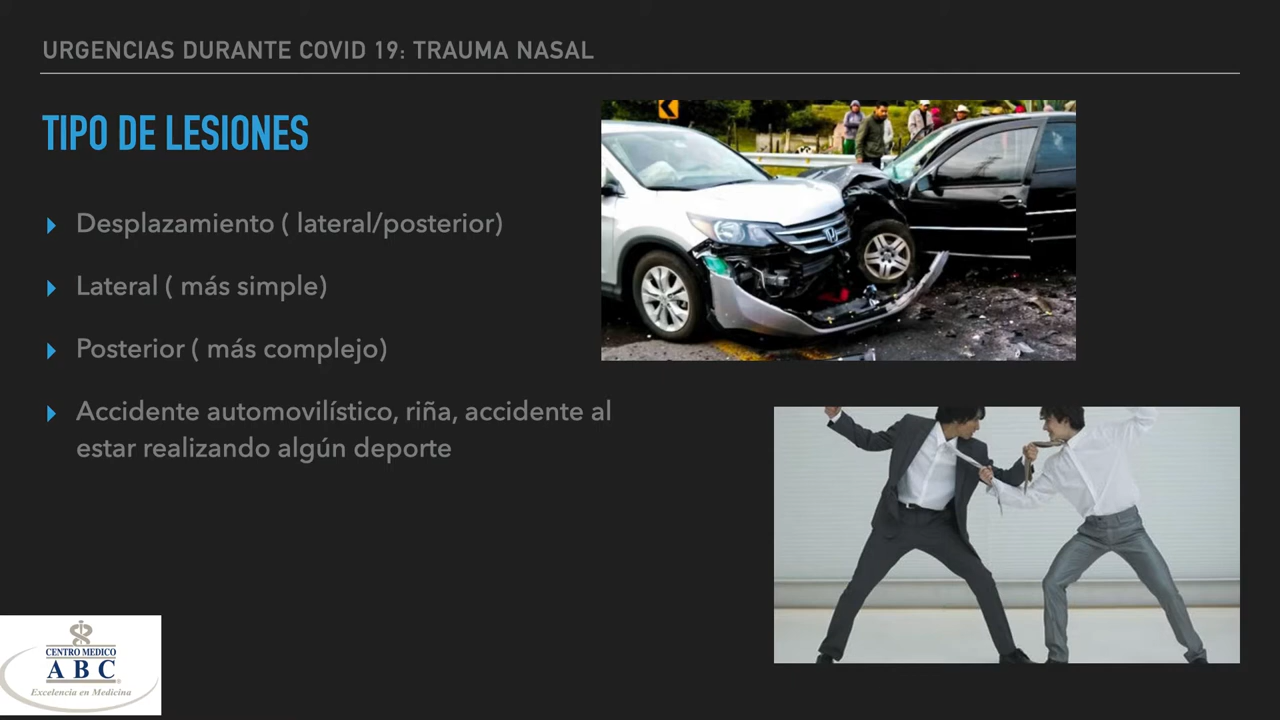 URGENCIAS DURANTE COVID 19: TRAUMA NASAL
TIPO DE LESIONES
Desplazamiento ( lateral/posterior)
Lateral ( más simple)
Posterior ( más complejo)
Accidente automovilístico, riña, accidente al
estar realizando algún deporte
CENTRO MEDICO
A B C
Excelencia en Medicina